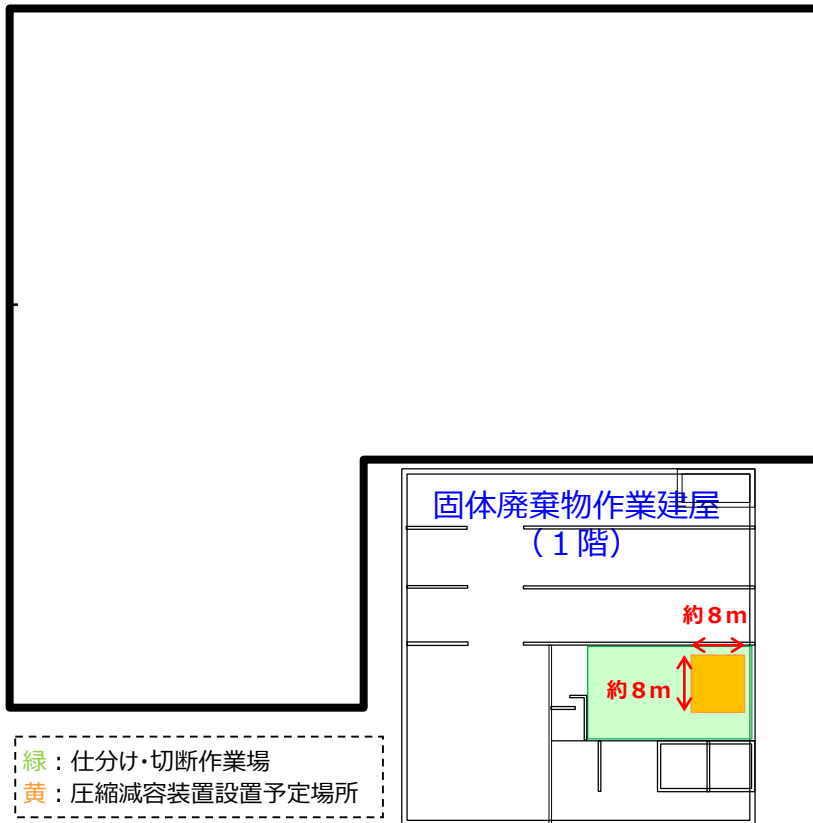 固体廃棄物作業建屋
（１階）
約８ｍ
約８ｍ
緑：仕分け・切断作業場
黄：圧縮減容装置設置予定場所